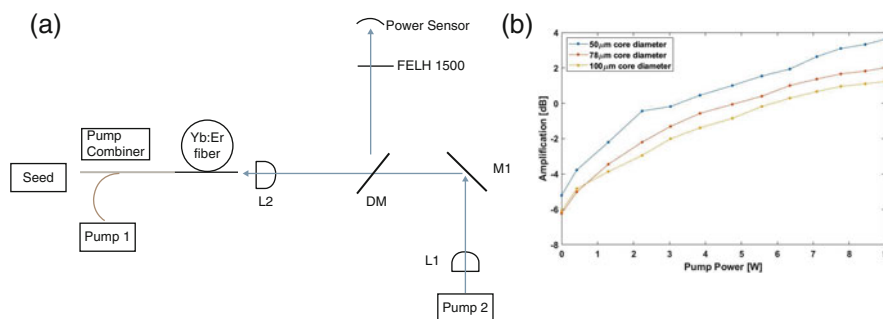 (a)
Power Sensor
FELH 1500
Pump
Combiner
Yb:Er
fiber
Seed
Pump 1
L2
DM
M1
L1
Pump 2
(b)
4
2
0
-2
-4
-6
-8
Amplification [dB]
50μm core diameter
78μm core diameter
100μm core diameter
0 1 2 3 4 5 6 7 8 9
Pump Power [W]